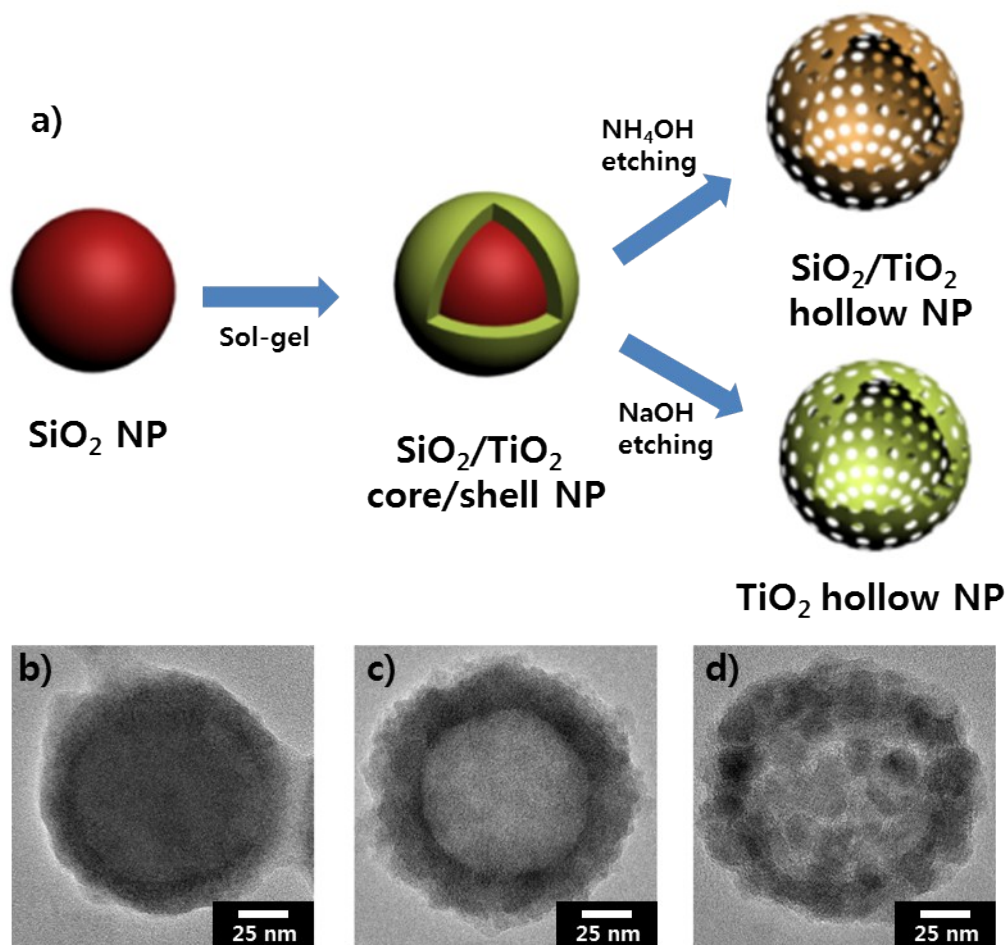 a)
NH₄OH
etching
SiO₂/TiO₂
hollow NP
Sol-gel
SiO₂ NP
SiO₂/TiO₂
core/shell NP
NaOH
etching
TiO₂ hollow NP
b)
25 nm
c)
25 nm
d)
25 nm